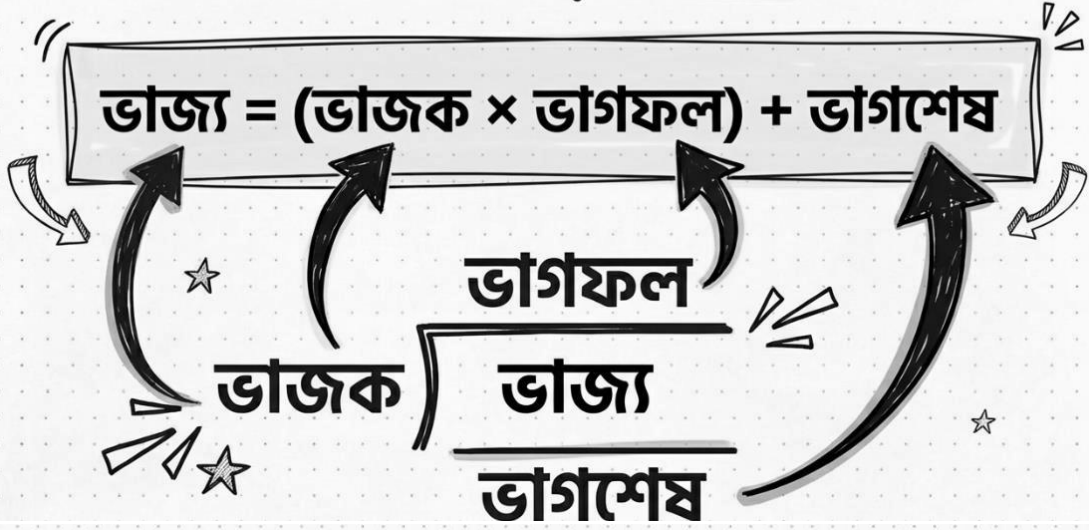 ভাজ্য = (ভাজক × ভাগফল) + ভাগশেষ
ভাগফল
ভাজক ভাজ্য
ভাগশেষ